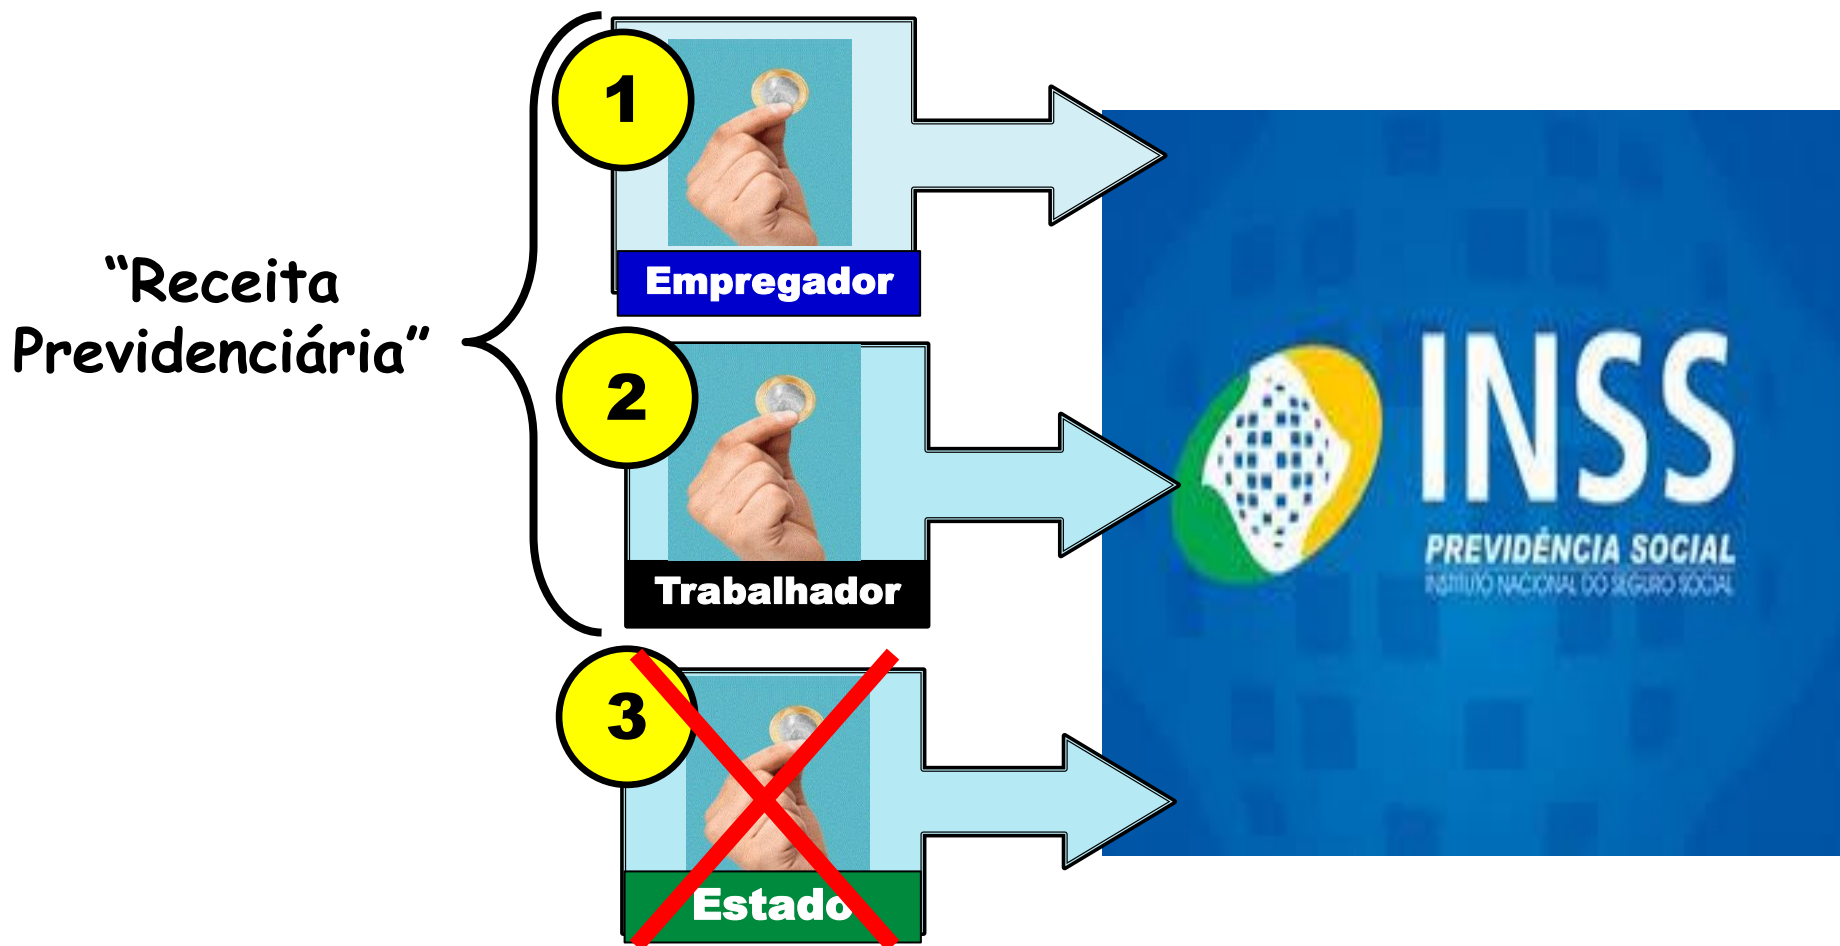 “Receita
Previdenciária”
1
Empregador
2
Trabalhador
3
Estado
INSS
PREVIDÊNCIA SOCIAL
INSTITUTO NACIONAL DO SEGURO SOCIAL